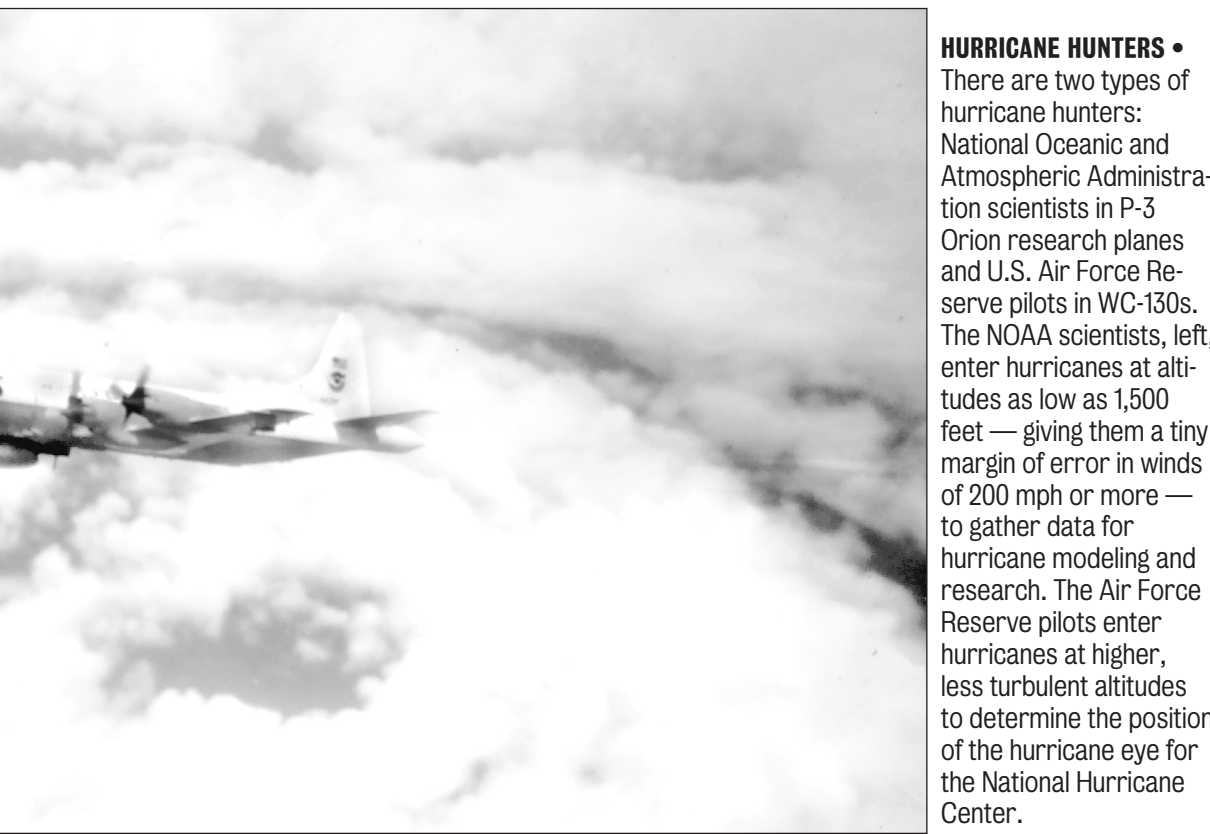 HURRICANE HUNTERS •
There are two types of
hurricane hunters:
National Oceanic and
Atmospheric Administra-
tion scientists in P-3
Orion research planes
and U.S. Air Force Re-
serve pilots in WC-130s.
The NOAA scientists, left,
enter hurricanes at alti-
tudes as low as 1,500
feet — giving them a tiny
margin of error in winds
of 200 mph or more —
to gather data for
hurricane modeling and
research. The Air Force
Reserve pilots enter
hurricanes at higher,
less turbulent altitudes
to determine the position
of the hurricane eye for
the National Hurricane
Center.